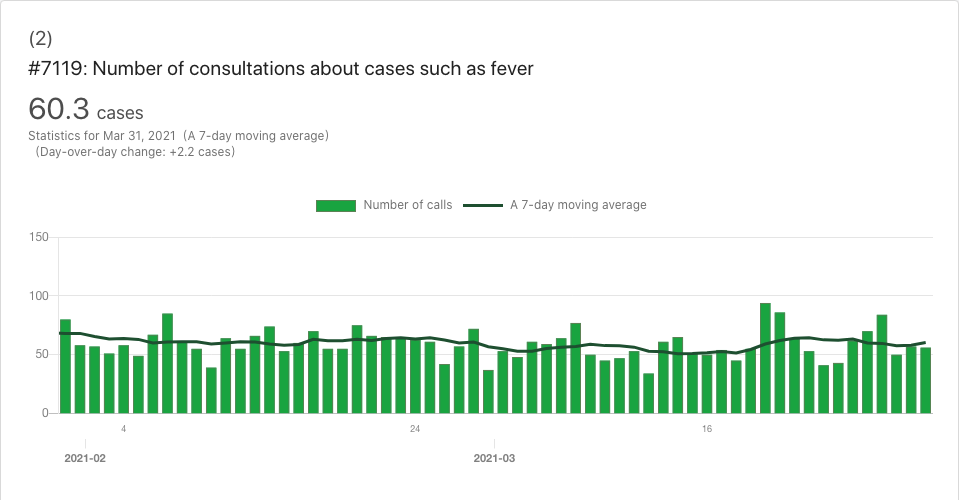 (2)
#7119: Number of consultations about cases such as fever
60.3 cases
Statistics for Mar 31, 2021 (A 7-day moving average)
(Day-over-day change: +2.2 cases)
Number of calls A 7-day moving average
150
100
50
0
4 24 16
2021-02 2021-03